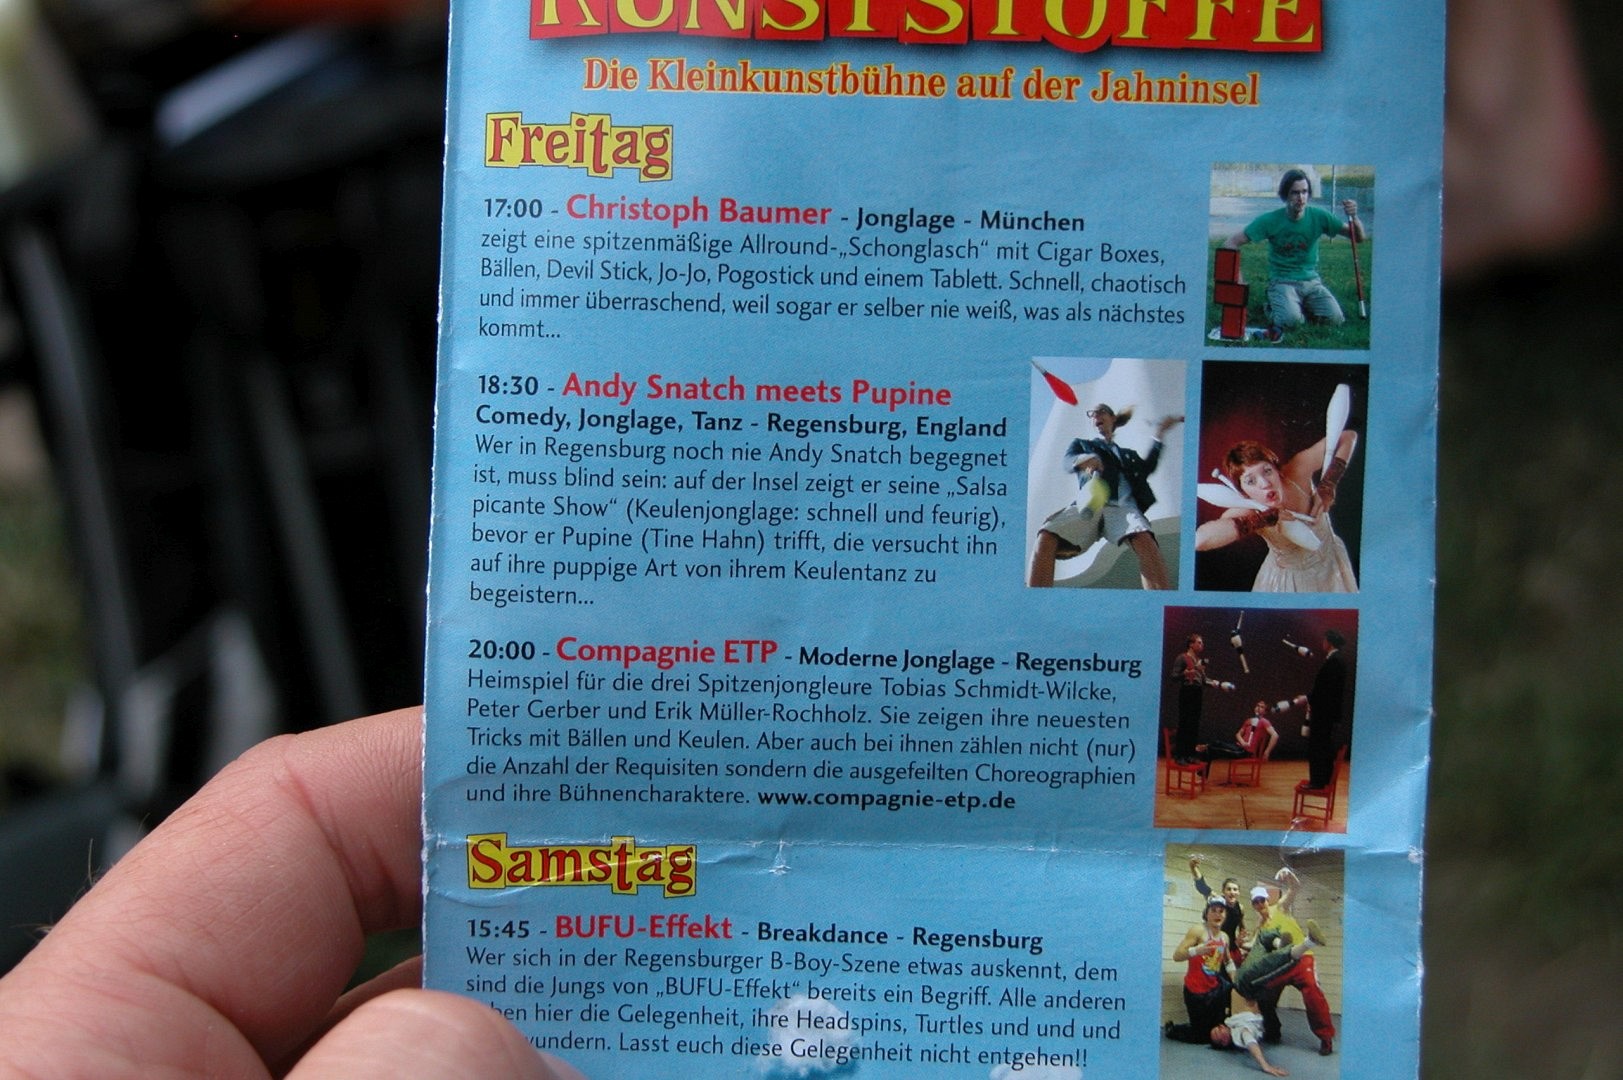 KUNSTSTOFFE
Die Kleinkunstbühne auf der Jahninsel
Freitag
17:00 - Christoph Baumer - Jonglage - München
zeigt eine spitzenmäßige Allround-„Schonglasch“ mit Cigar Boxes,
Bällen, Devil Stick, Jo-Jo, Pogostick und einem Tablett. Schnell, chaotisch
und immer überraschend, weil sogar er selber nie weiß, was als nächstes
kommt...
18:30 - Andy Snatch meets Pupine
Comedy, Jonglage, Tanz - Regensburg, England
Wer in Regensburg noch nie Andy Snatch begegnet
ist, muss blind sein: auf der Insel zeigt er seine „Salsa
picante Show“ (Keulenjonglage: schnell und feurig),
bevor er Pupine (Tine Hahn) trifft, die versucht ihn
auf ihre puppige Art von ihrem Keulentanz zu
begeistern...
20:00 - Compagnie ETP - Moderne Jonglage - Regensburg
Heimspiel für die drei Spitzenjongleure Tobias Schmidt-Wilcke,
Peter Gerber und Erik Müller-Rochholz. Sie zeigen ihre neuesten
Tricks mit Bällen und Keulen. Aber auch bei ihnen zählen nicht (nur)
die Anzahl der Requisiten sondern die ausgefeilten Choreographien
und ihre Bühnencharaktere. www.compagnie-etp.de
Samstag
15:45 - BUFU-Effekt - Breakdance - Regensburg
Wer sich in der Regensburger B-Boy-Szene etwas auskennt, dem
sind die Jungs von „BUFU-Effekt“ bereits ein Begriff. Alle anderen
hier die Gelegenheit, ihre Headspins, Turtles und und und
Lasst euch diese Gelegenheit nicht entgehen!!